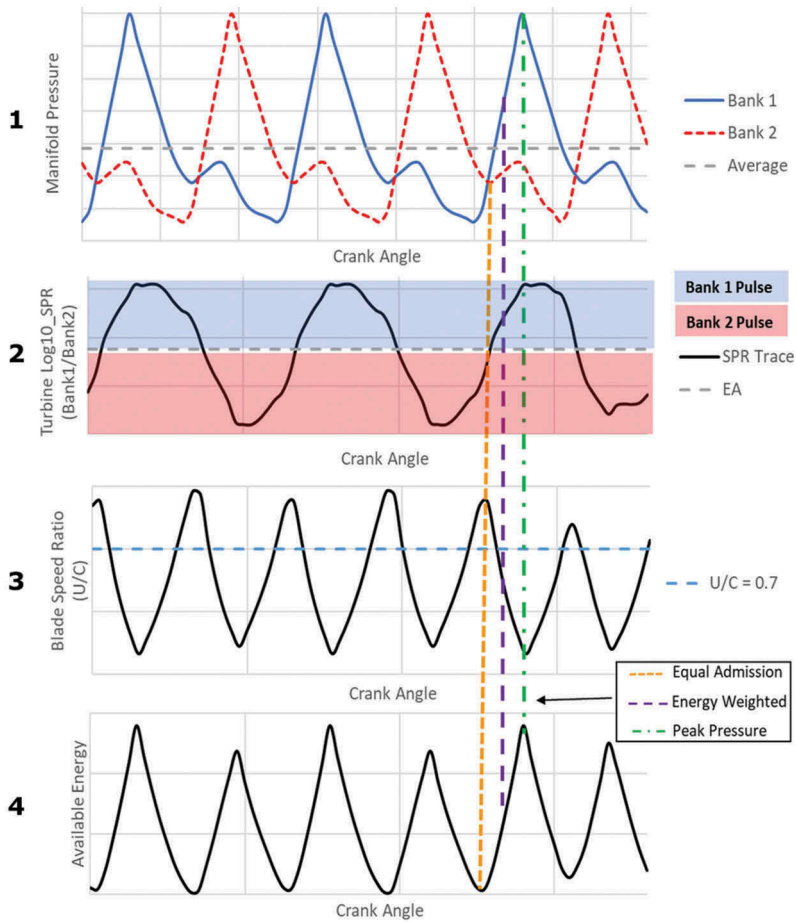 1
Manifold Pressure
Bank 1
Bank 2
Average
Crank Angle
2
Turbine Log10_SPR
(Bank1/Bank2)
Bank 1 Pulse
Bank 2 Pulse
SPR Trace
EA
Crank Angle
3
Blade Speed Ratio
(U/C)
U/C = 0.7
Crank Angle
Equal Admission
Energy Weighted
Peak Pressure
4
Available Energy
Crank Angle